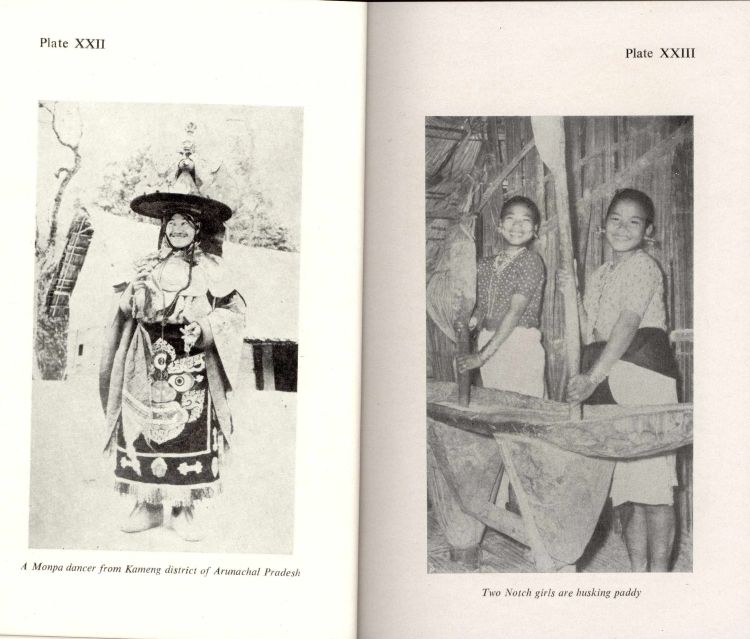 Plate XXII
A Monpa dancer from Kameng district of Arunachal Pradesh
Plate XXIII
Two Notch girls are husking paddy